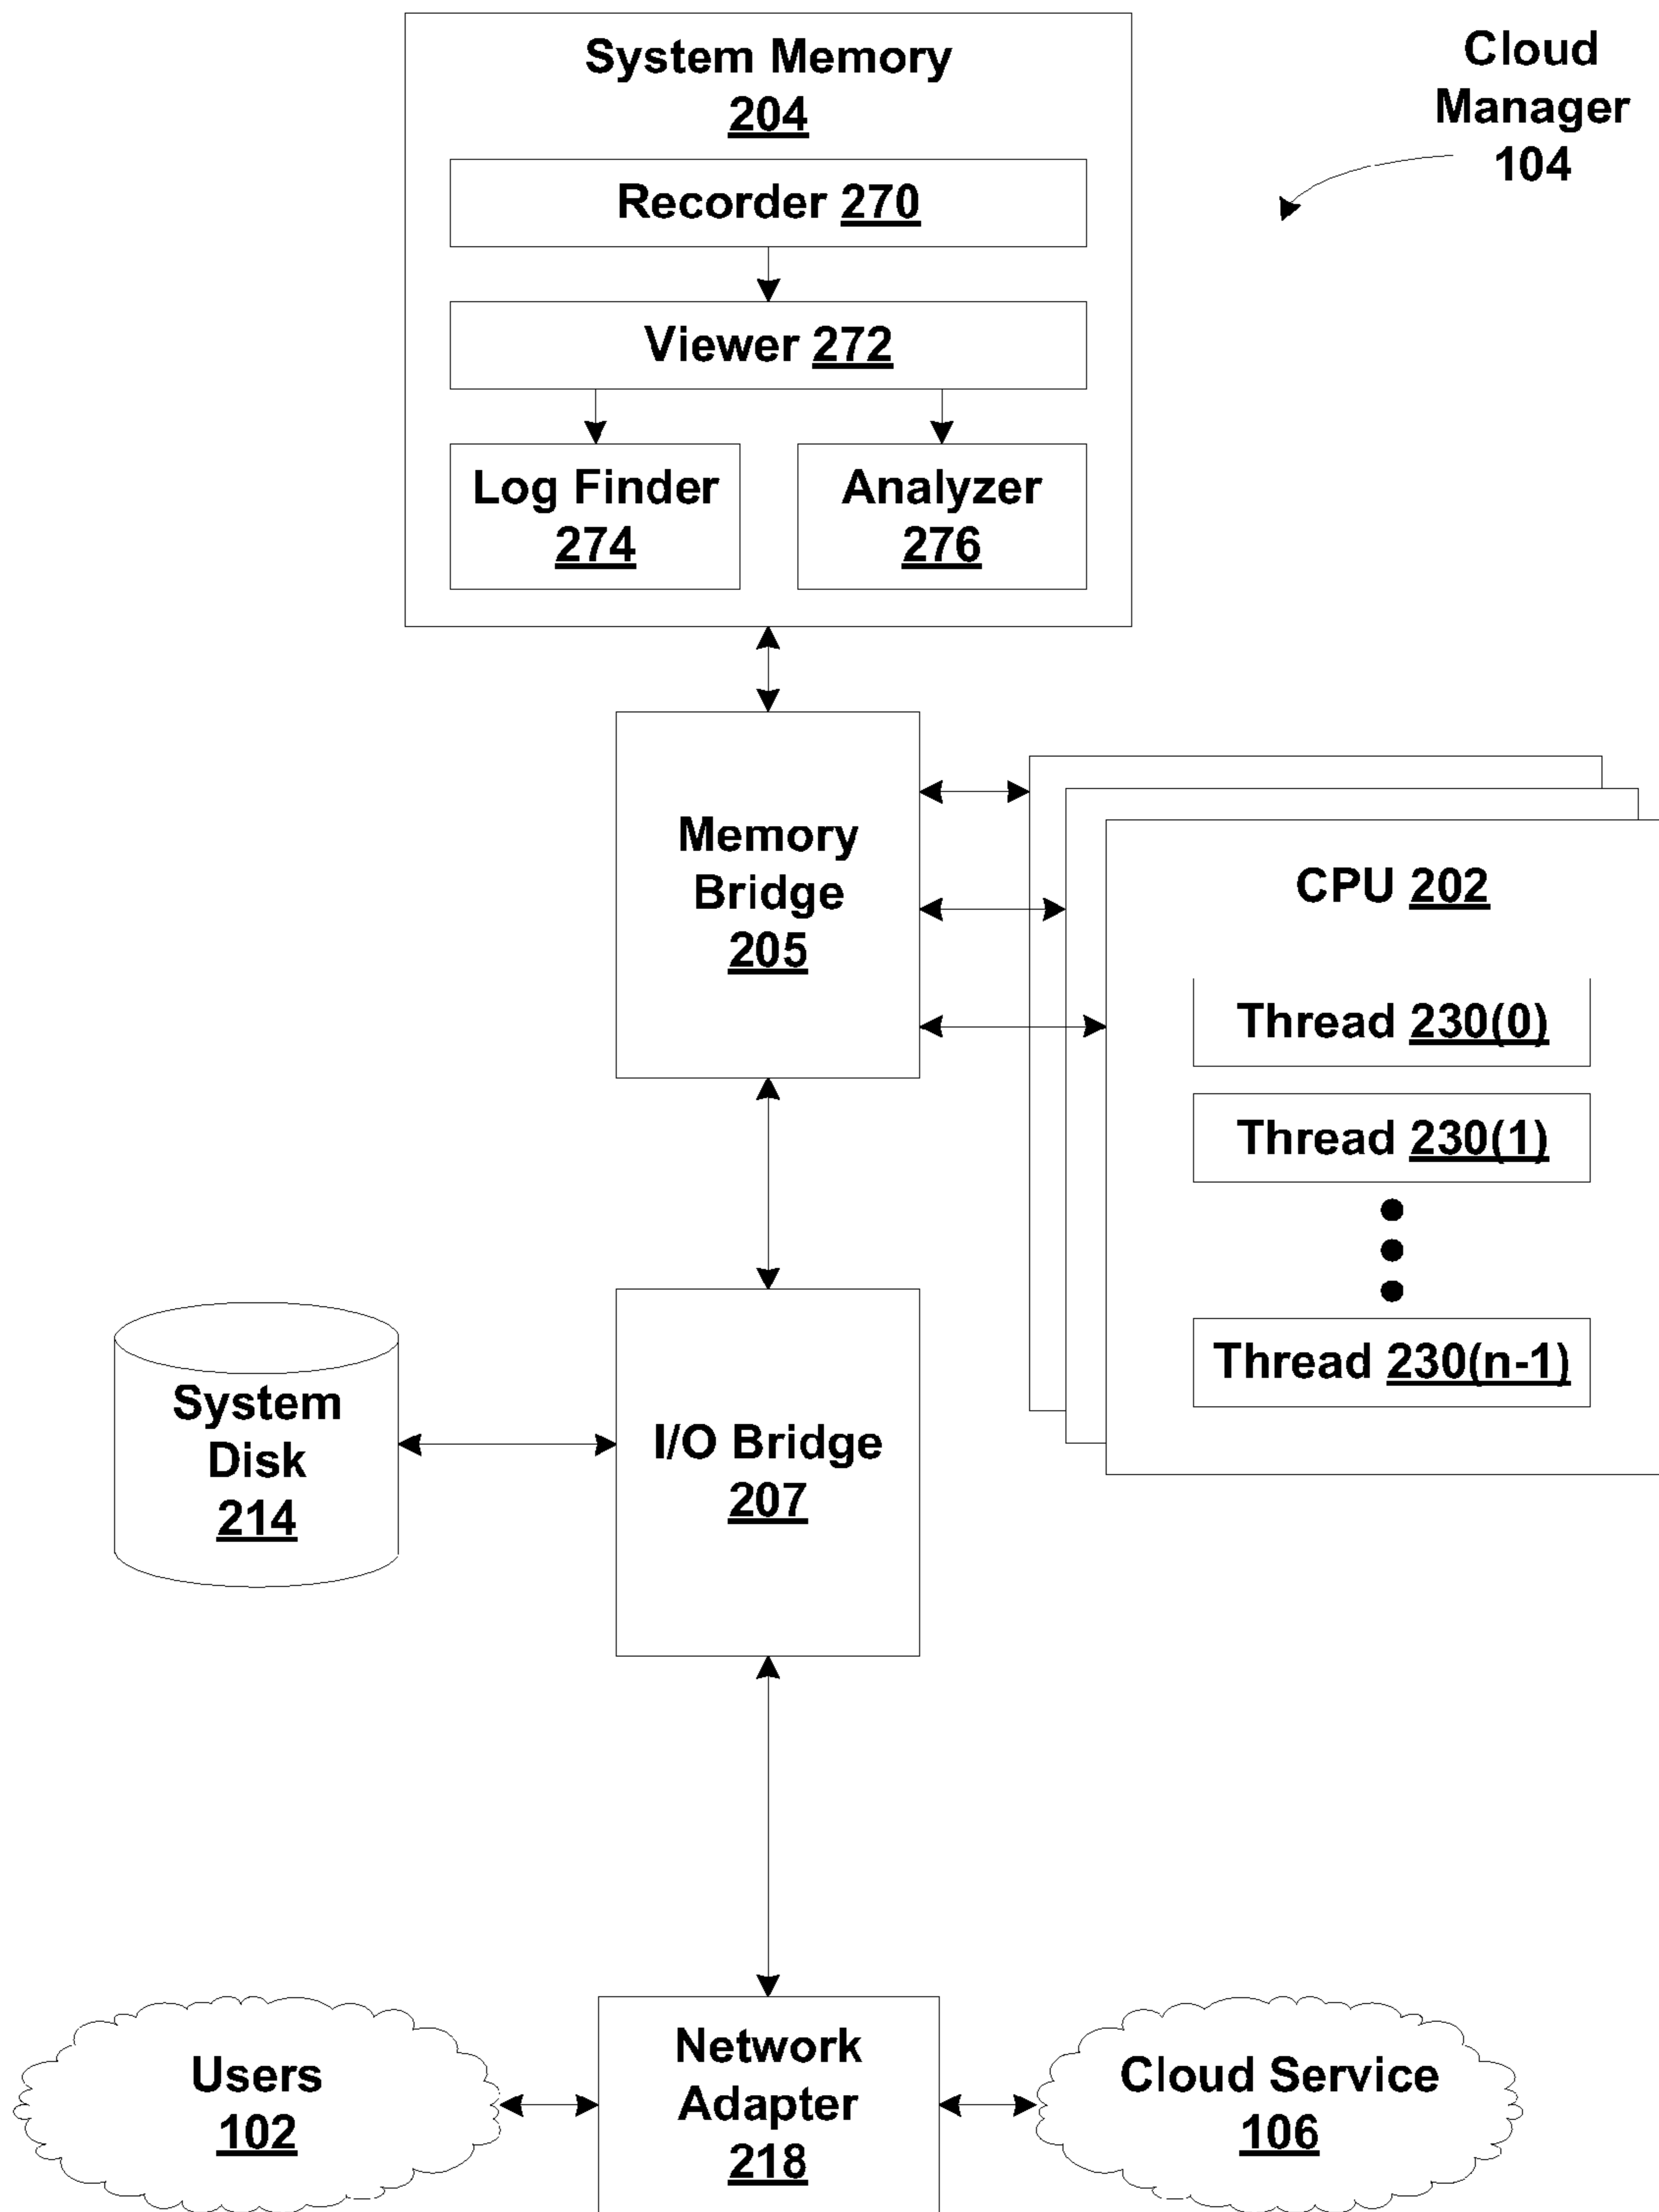 System Memory
204
Cloud
Manager
104
Recorder 270
Viewer 272
Log Finder
274
Analyzer
276
Memory
Bridge
205
CPU 202
Thread 230(0)
Thread 230(1)
Thread 230(n-1)
System
Disk
214
I/O Bridge
207
Users
102
Network
Adapter
218
Cloud Service
106